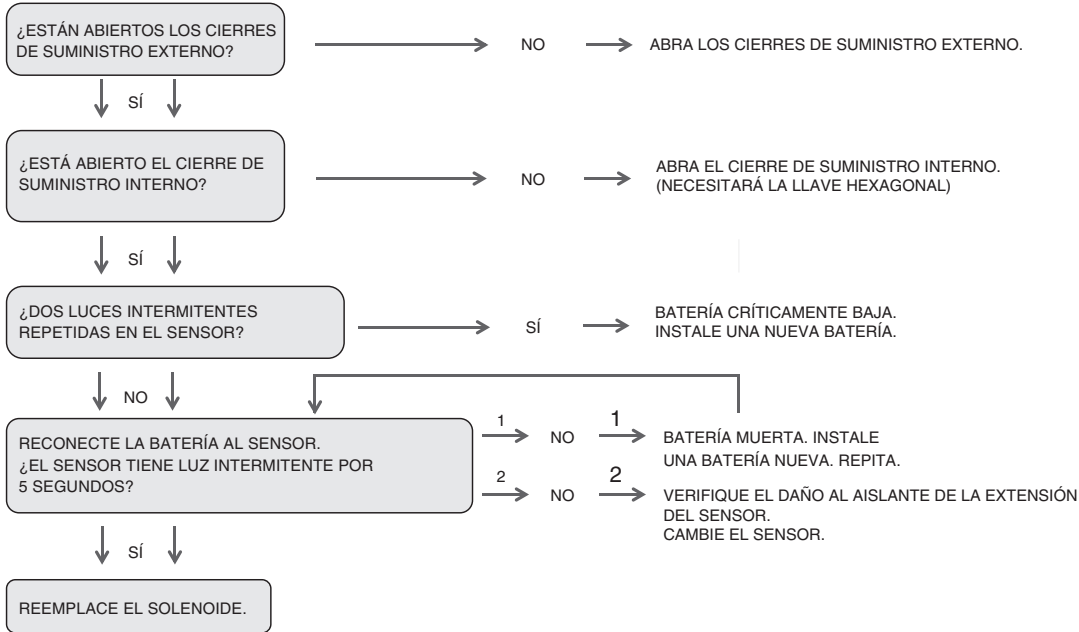 ¿ESTÁN ABIERTOS LOS CIERRES
DE SUMINISTRO EXTERNO?
NO
ABRA LOS CIERRES DE SUMINISTRO EXTERNO.
SÍ
¿ESTÁ ABIERTO EL CIERRE DE
SUMINISTRO INTERNO?
NO
ABRA EL CIERRE DE SUMINISTRO INTERNO.
(NECESITARÁ LA LLAVE HEXAGONAL)
SÍ
¿DOS LUCES INTERMITENTES
REPETIDAS EN EL SENSOR?
SÍ
BATERÍA CRÍTICAMENTE BAJA.
INSTALE UNA NUEVA BATERÍA.
NO
RECONECTE LA BATERÍA AL SENSOR.
¿EL SENSOR TIENE LUZ INTERMITENTE POR
5 SEGUNDOS?
1
NO
1
BATERÍA MUERTA. INSTALE
UNA BATERÍA NUEVA. REPITA.
2
NO
2
VERIFIQUE EL DAÑO AL AISLANTE DE LA EXTENSIÓN
DEL SENSOR.
CAMBIE EL SENSOR.
SÍ
REEMPLACE EL SOLENOIDE.